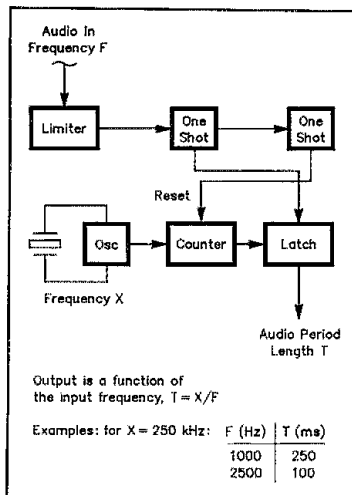 Audio in
Frequency F
Limiter
One
Shot
One
Shot
Reset
Osc
Counter
Latch
Frequency X
Audio Period
Length T
Output is a function of
the input frequency, T = X/F
Examples: for X = 250 kHz:
F (Hz) T (ms)
1000 250
2500 100